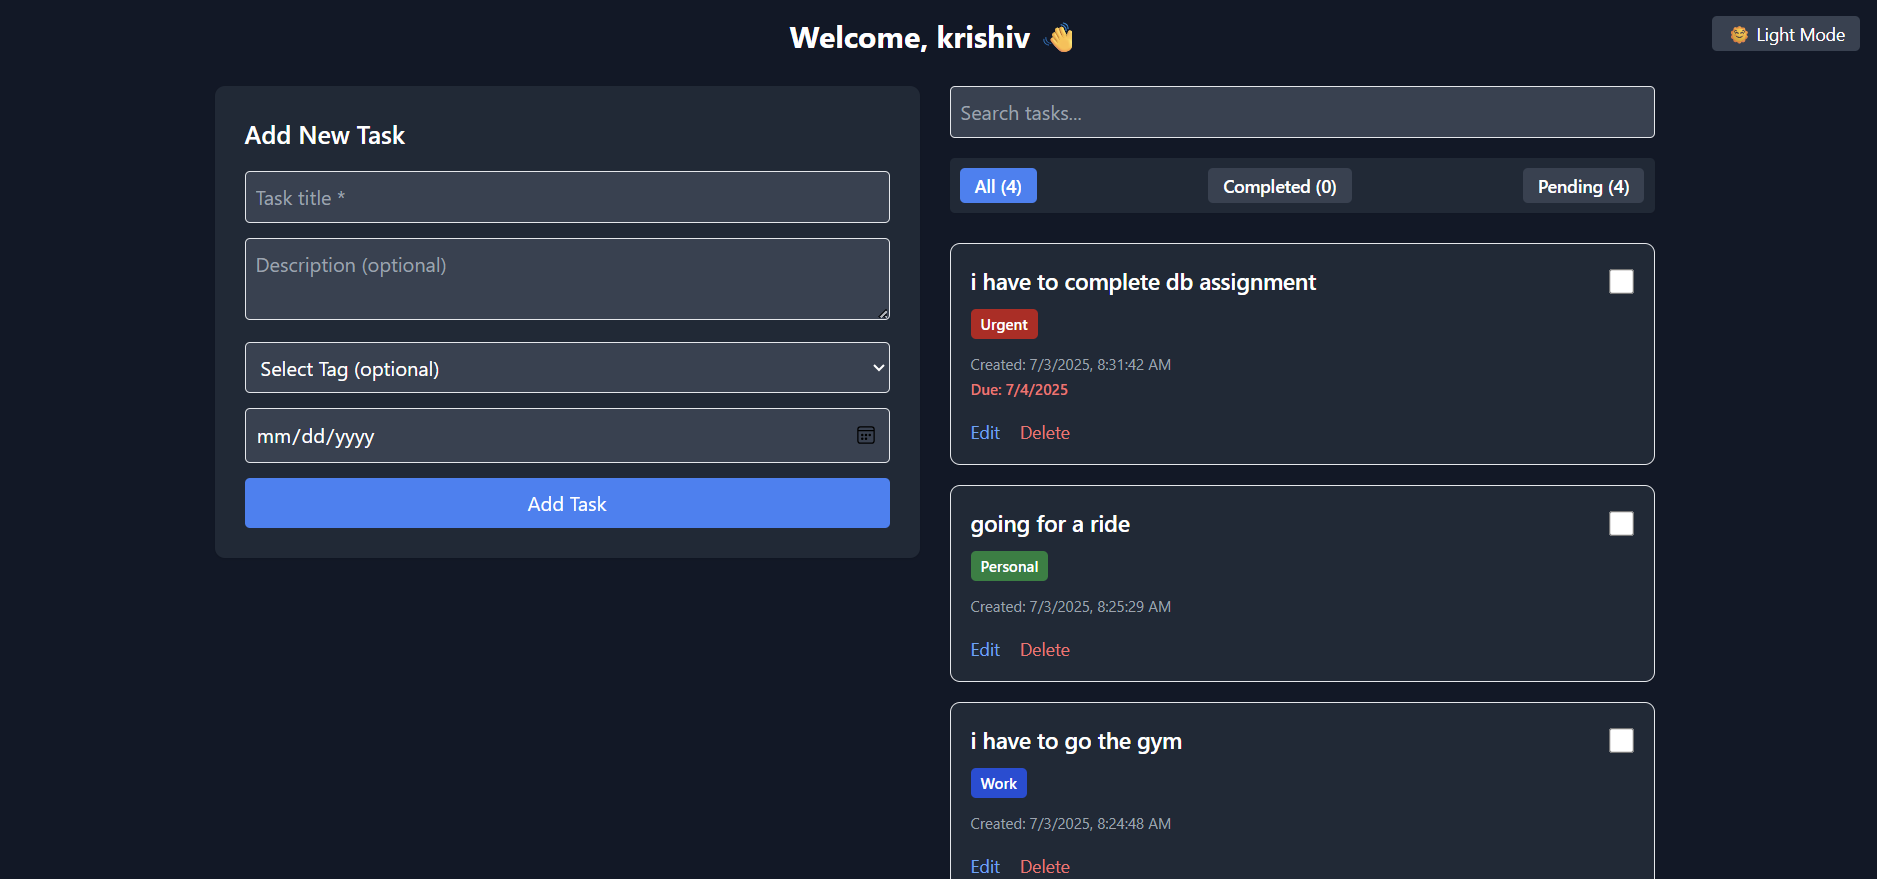 Welcome, krishiv 👋
🌞 Light Mode
Add New Task
Task title *
Description (optional)
Select Tag (optional)
mm/dd/yyyy
Add Task
Search tasks...
All (4) Completed (0) Pending (4)
i have to complete db assignment
Urgent
Created: 7/3/2025, 8:31:42 AM
Due: 7/4/2025
Edit Delete
going for a ride
Personal
Created: 7/3/2025, 8:25:29 AM
Edit Delete
i have to go the gym
Work
Created: 7/3/2025, 8:24:48 AM
Edit Delete